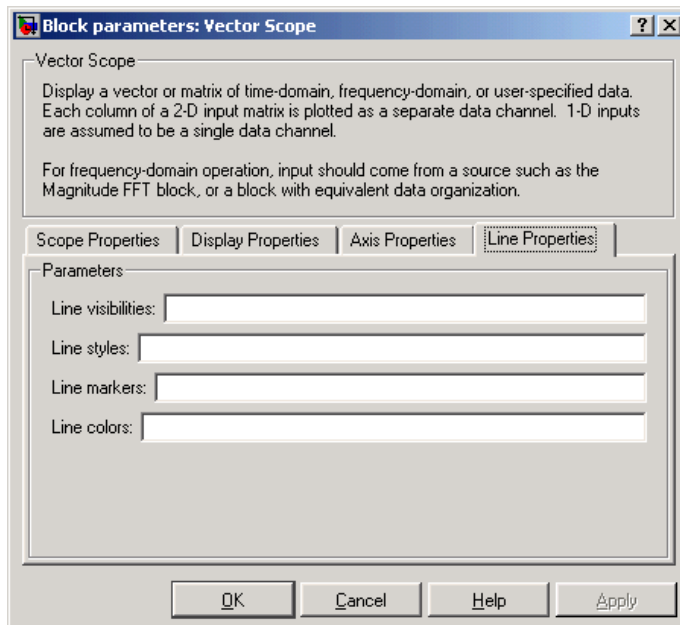 Block parameters: Vector Scope
Vector Scope
Display a vector or matrix of time-domain, frequency-domain, or user-specified data.
Each column of a 2-D input matrix is plotted as a separate data channel.  1-D inputs
are assumed to be a single data channel.
For frequency-domain operation, input should come from a source such as the
Magnitude FFT block, or a block with equivalent data organization.
Scope Properties
Display Properties
Axis Properties
Line Properties
Parameters
Line visibilities:
Line styles:
Line markers:
Line colors:
OK
Cancel
Help
Apply